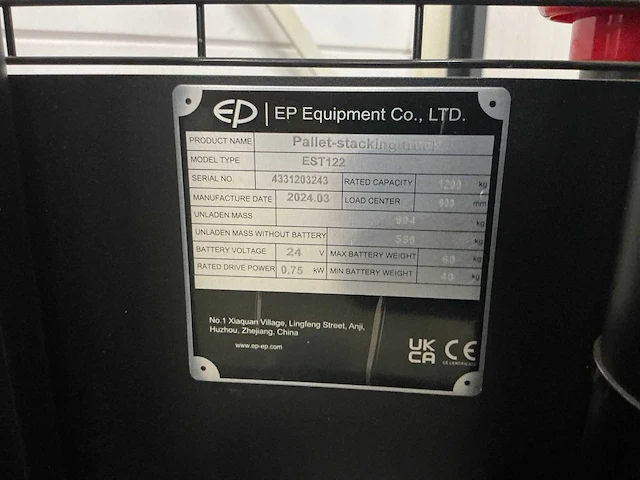 EP | EP Equipment Co., LTD.
PRODUCT NAME Pallet-stacking truck
MODEL TYPE EST122
SERIAL NO. 4331203243 RATED CAPACITY 1200 kg
MANUFACTURE DATE 2024.03 LOAD CENTER mm
UNLADEN MASS kg
UNLADEN MASS WITHOUT BATTERY kg
BATTERY VOLTAGE 24 V MAX BATTERY WEIGHT 60 kg
RATED DRIVE POWER 0,75 kW MIN BATTERY WEIGHT 40 kg
No.1 Xiaquan Village, Lingfeng Street, Anji,
Huzhou, Zhejiang, China
www.ep-ep.com
UK
CA CE